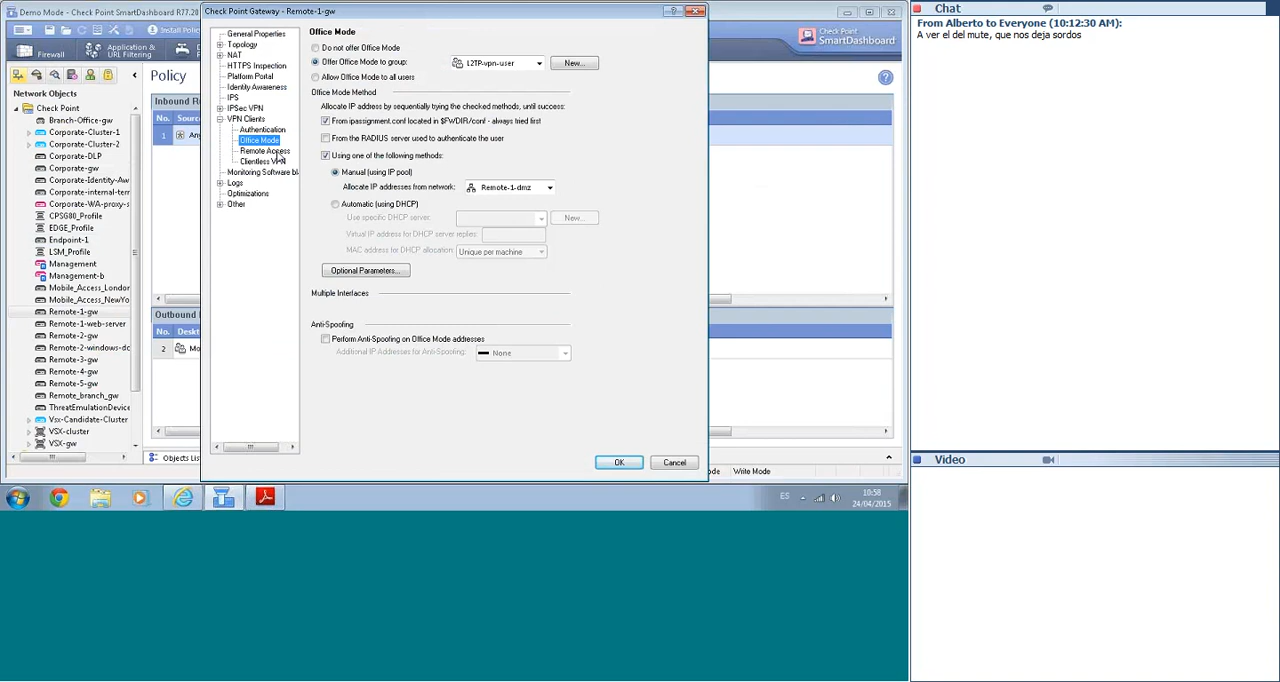 Demo Mode - Check Point SmartDashboard R77.20
Install Policy
Firewall
Application &
URL Filtering
Check Point
SmartDashboard
Network Objects
Check Point
Branch-Office-gw
Corporate-Cluster-1
Corporate-Cluster-2
Corporate-DLP
Corporate-gw
Corporate-Identity-Aw
Corporate-internal-ter
Corporate-WA-proxy-s
CPSG80_Profile
EDGE_Profile
Endpoint-1
LSM_Profile
Management
Management-b
Mobile_Access_London
Mobile_Access_NewYo
Remote-1-gw
Remote-1-web-server
Remote-2-gw
Remote-2-windows-dc
Remote-3-gw
Remote-4-gw
Remote-5-gw
Remote_branch_gw
ThreatEmulationDevice
Vsx-Candidate-Cluster
VSX-cluster
VSX-gw
Policy
Inbound R
No. Source
1
Outbound
No. Deskt
2 Mo
Objects Lis
Write Mode
Check Point Gateway - Remote-1-gw
General Properties
Topology
NAT
HTTPS Inspection
Platform Portal
Identity Awareness
IPS
IPSec VPN
VPN Clients
Authentication
Office Mode
Remote Access
Clientless VPN
Monitoring Software bl
Logs
Optimizations
Other
Office Mode
Do not offer Office Mode
Offer Office Mode to group: L2TP-vpn-user New...
Allow Office Mode to all users
Office Mode Method
Allocate IP address by sequentially trying the checked methods, until success:
From ipassignment.conf located in $FWDIR/conf - always tried first
From the RADIUS server used to authenticate the user
Using one of the following methods:
Manual (using IP pool)
Allocate IP addresses from network: Remote-1-dmz
Automatic (using DHCP)
Use specific DHCP server: New...
Virtual IP address for DHCP server replies:
MAC address for DHCP allocation: Unique per machine
Optional Parameters...
Multiple Interfaces
Anti-Spoofing
Perform Anti-Spoofing on Office Mode addresses
Additional IP Addresses for Anti-Spoofing: None
OK Cancel
ES
10:58
24/04/2015
Chat
From Alberto to Everyone (10:12:30 AM):
A ver el del mute, que nos deja sordos
Video